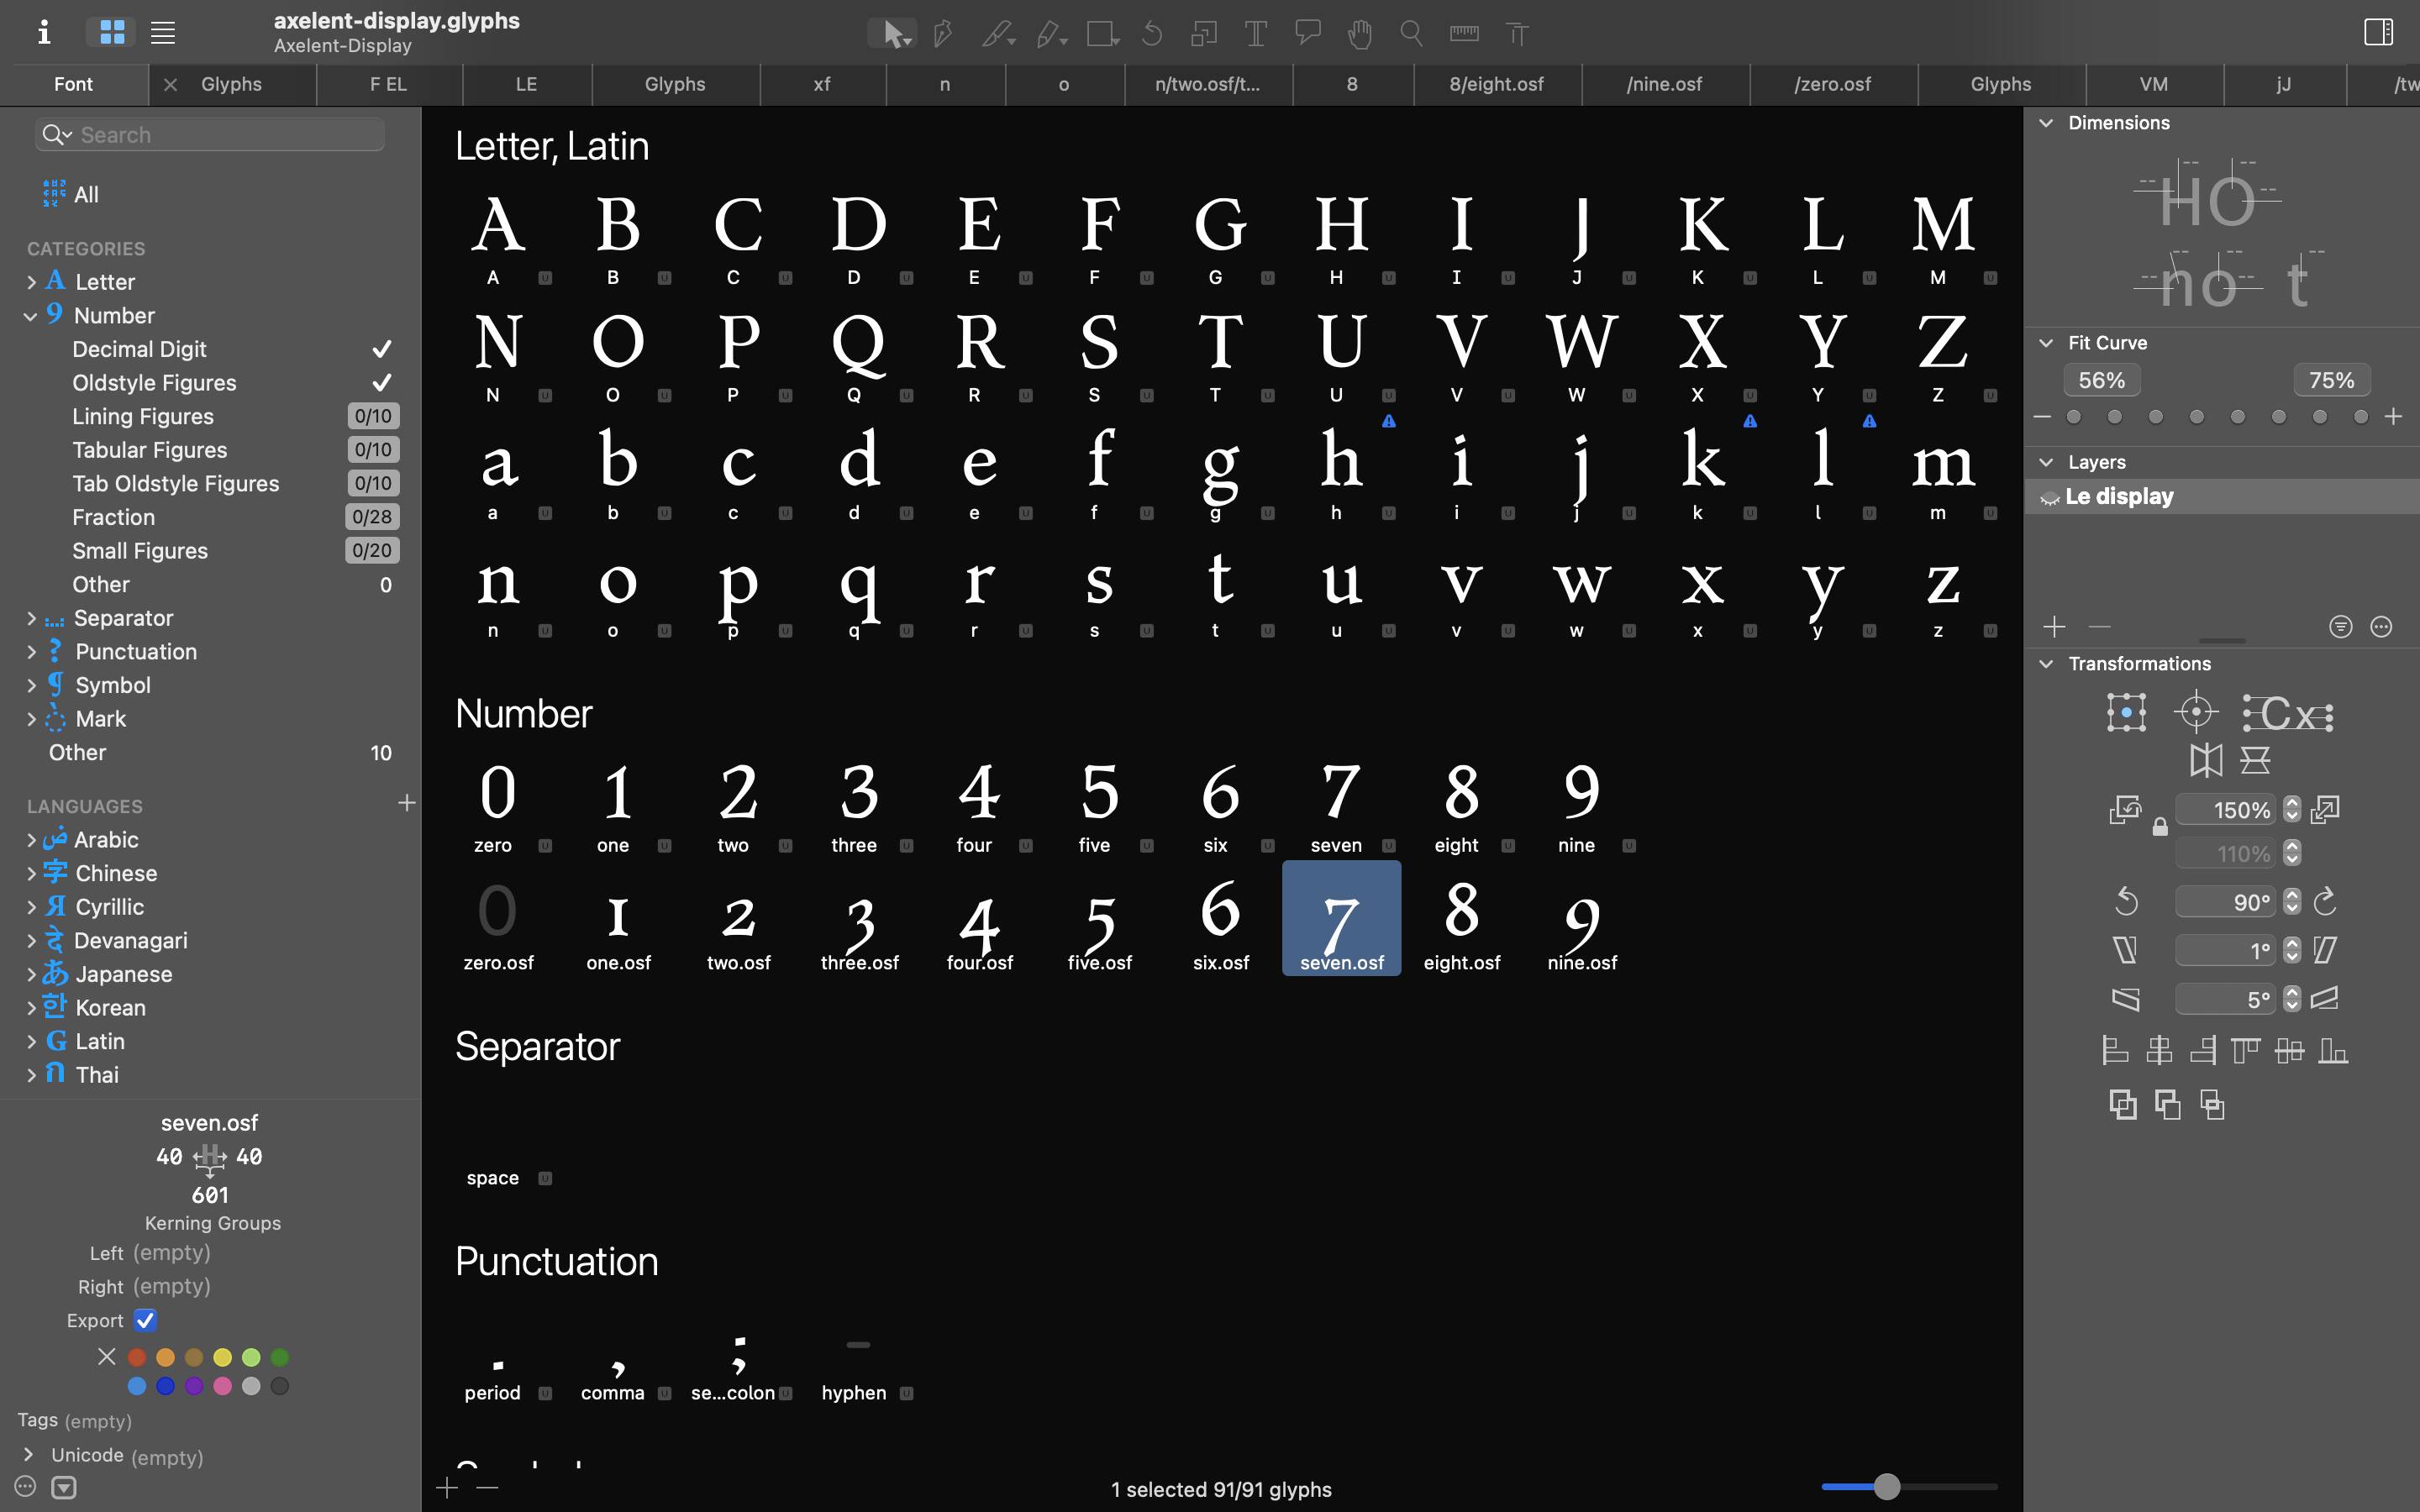 axelent-display.glyphs
Axelent-Display
Font Glyphs F EL LE Glyphs xf n o n/two.osf/t... 8 8/eight.osf /nine.osf /zero.osf Glyphs VM jJ /tw
Search
All
CATEGORIES
Letter
Number
Decimal Digit
Oldstyle Figures
Lining Figures 0/10
Tabular Figures 0/10
Tab Oldstyle Figures 0/10
Fraction 0/28
Small Figures 0/20
Other 0
Separator
Punctuation
Symbol
Mark
Other 10
LANGUAGES
Arabic
Chinese
Cyrillic
Devanagari
Japanese
Korean
Latin
Thai
seven.osf
40 H 40
601
Kerning Groups
Left (empty)
Right (empty)
Export
Tags (empty)
Unicode (empty)
Letter, Latin
A B C D E F G H I J K L M
A B C D E F G H I J K L M
N O P Q R S T U V W X Y Z
N O P Q R S T U V W X Y Z
a b c d e f g h i j k l m
a b c d e f g h i j k l m
n o p q r s t u v w x y z
n o p q r s t u v w x y z
Number
0 1 2 3 4 5 6 7 8 9
zero one two three four five six seven eight nine
0 1 2 3 4 5 6 7 8 9
zero.osf one.osf two.osf three.osf four.osf five.osf six.osf seven.osf eight.osf nine.osf
Separator
space
Punctuation
. , ; -
period comma se...colon hyphen
1 selected 91/91 glyphs
Dimensions
HO
no t
Fit Curve
56% 75%
Layers
Le display
Transformations
Cx
150%
110%
90°
1°
5°